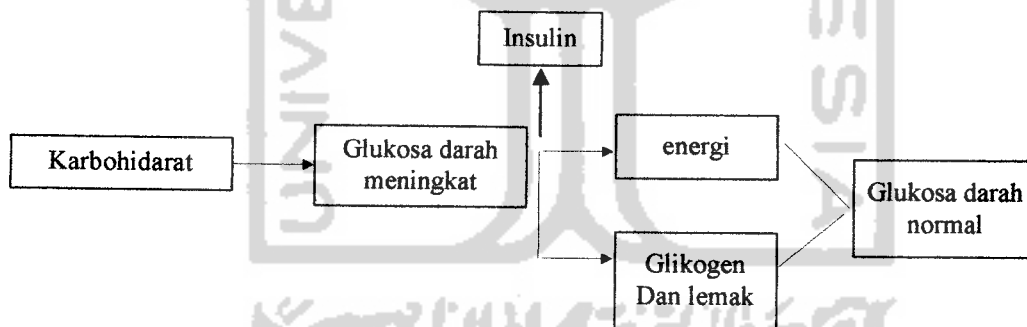 Insulin
Karbohidarat
Glukosa darah
meningkat
energi
Glukosa darah
normal
Glikogen
Dan lemak